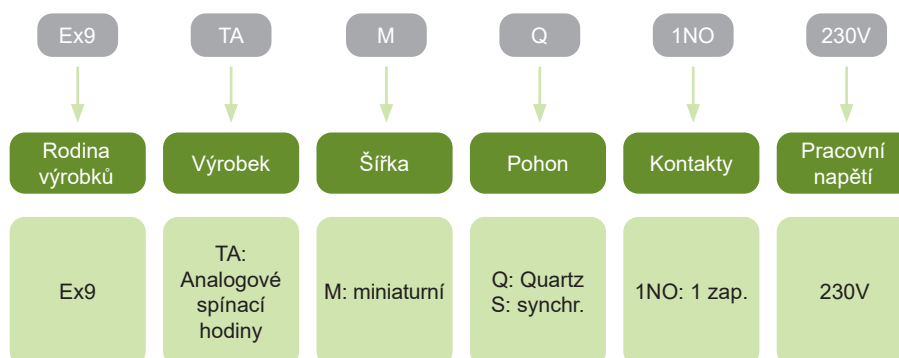 Ex9
TA
M
Q
1NO
230V
Rodina
výrobků
Výrobek
Šířka
Pohon
Kontakty
Pracovní
napětí
Ex9
TA:
Analogové
spínací
hodiny
M: miniaturní
Q: Quartz
S: synchr.
1NO: 1 zap.
230V